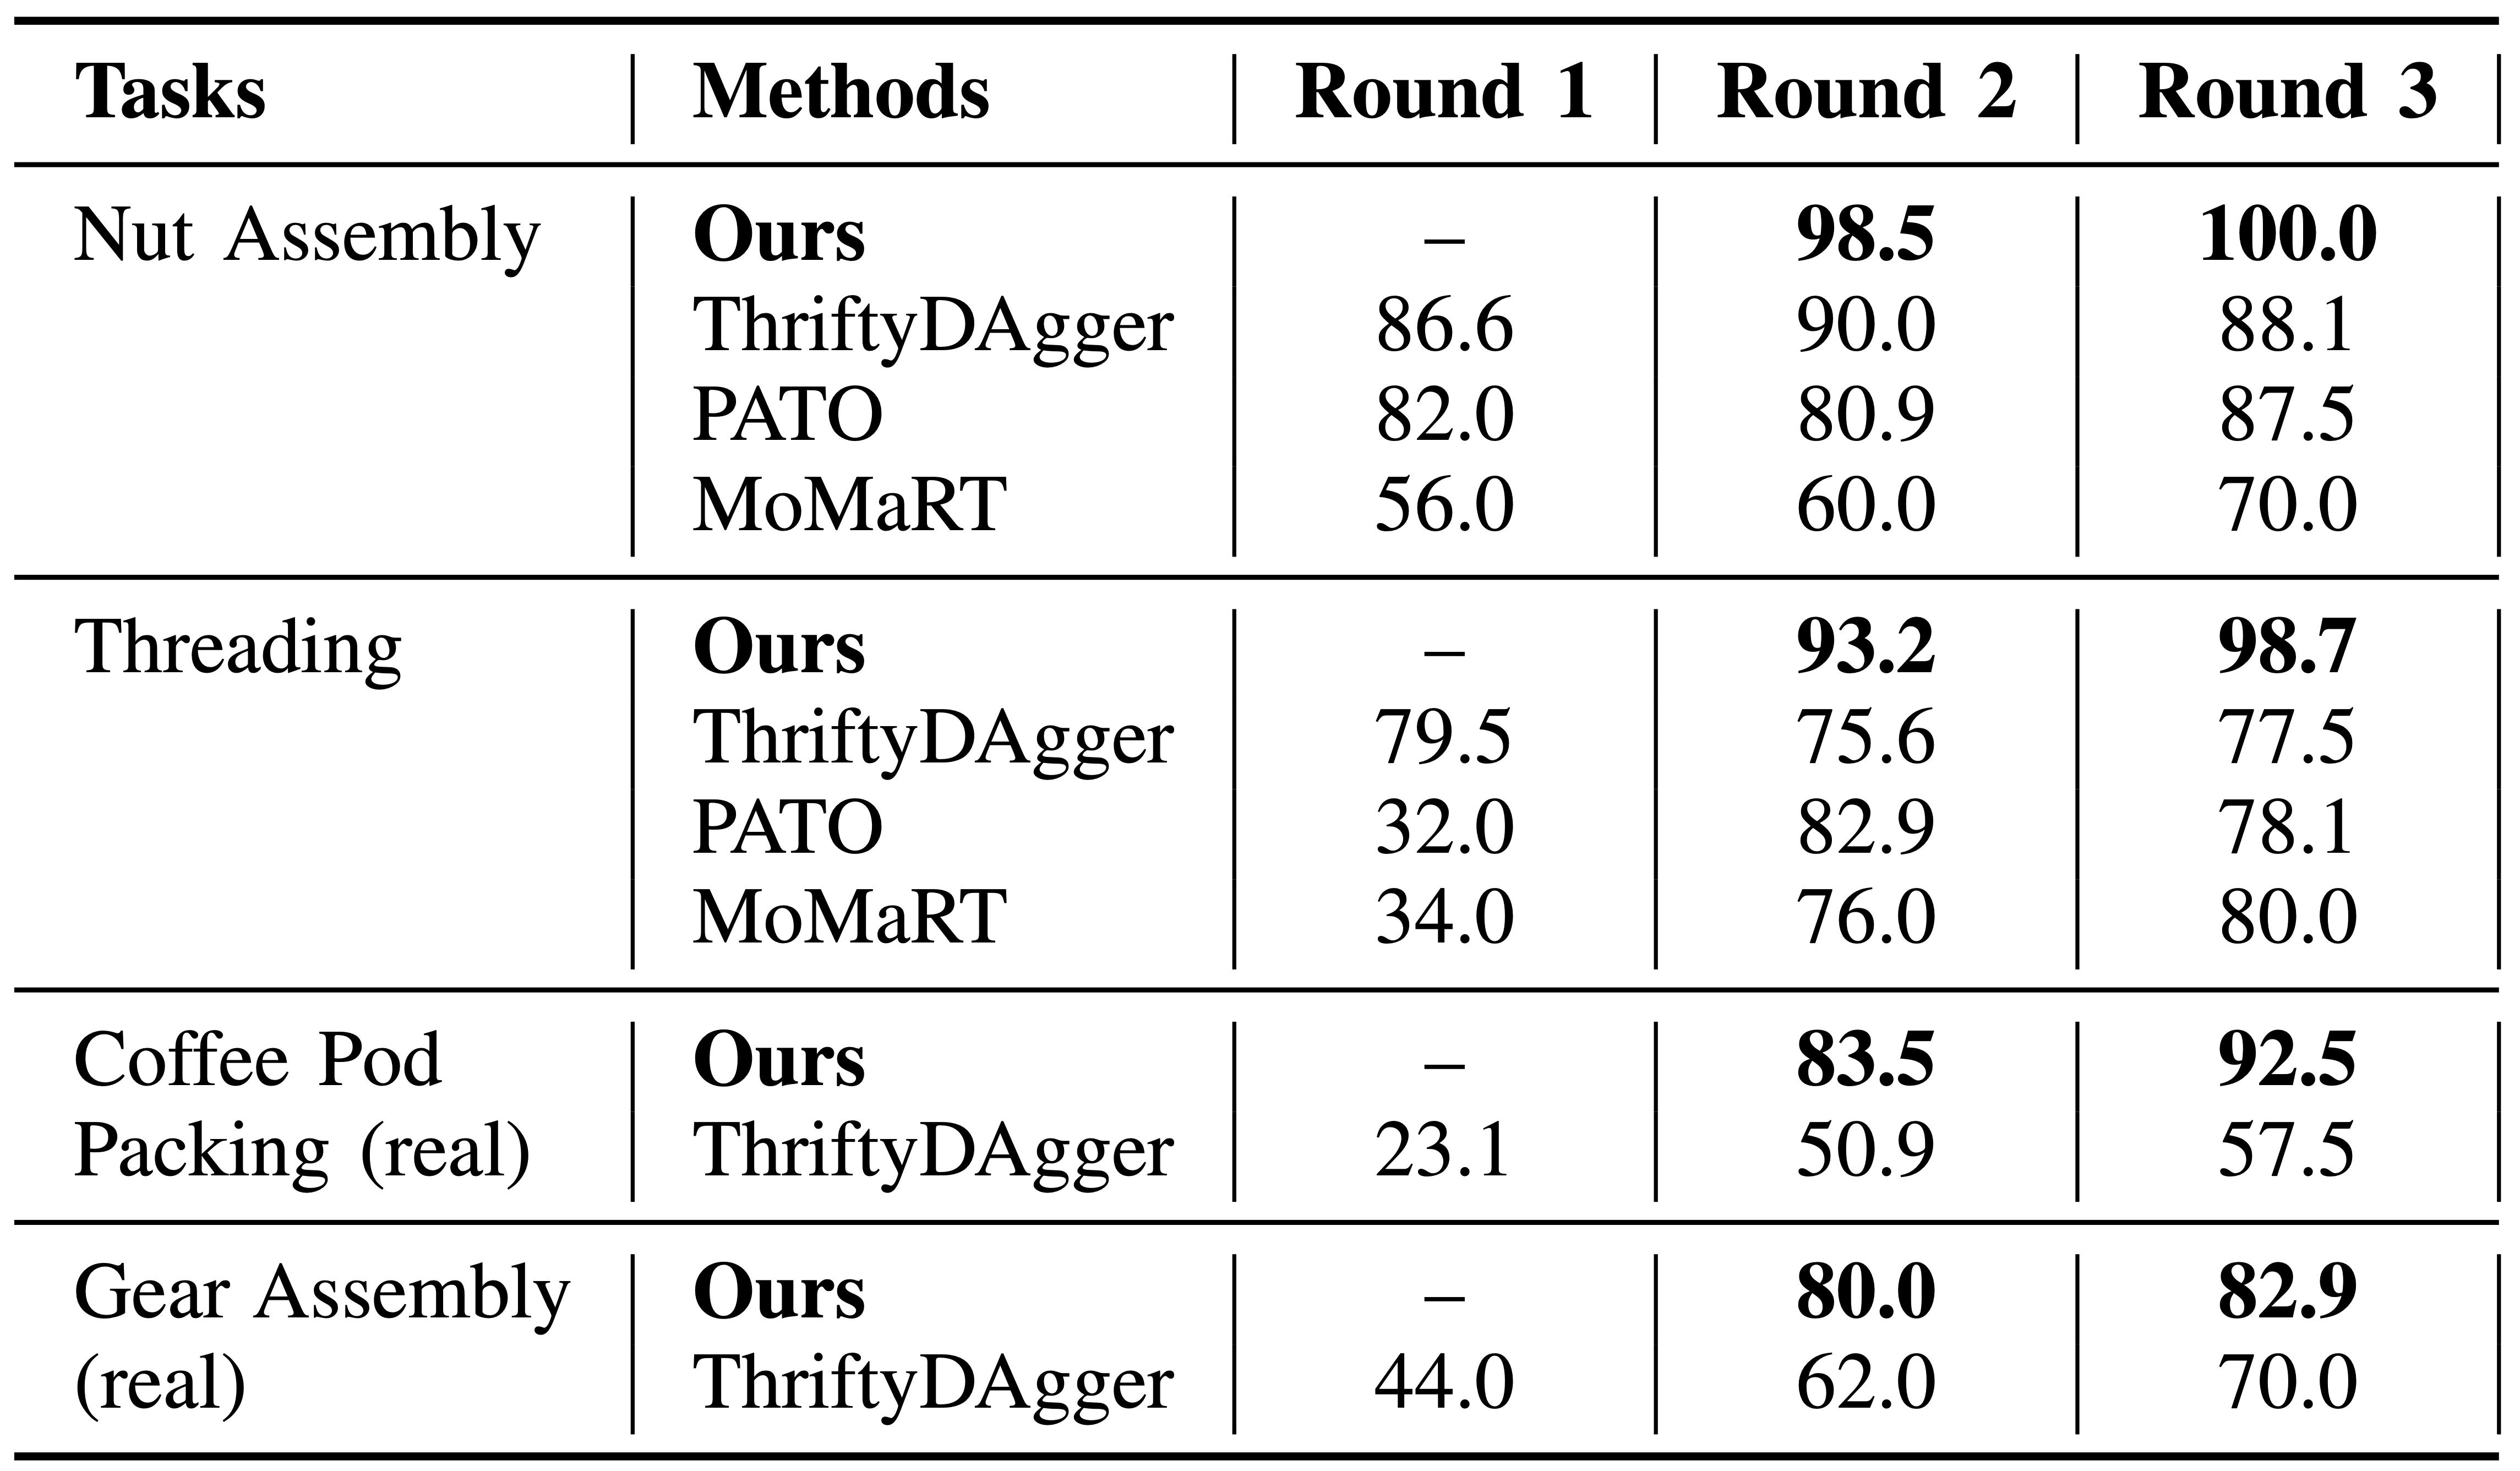 Tasks Methods Round 1 Round 2 Round 3
Nut Assembly Ours – 98.5 100.0
ThriftyDAgger 86.6 90.0 88.1
PATO 82.0 80.9 87.5
MoMaRT 56.0 60.0 70.0
Threading Ours – 93.2 98.7
ThriftyDAgger 79.5 75.6 77.5
PATO 32.0 82.9 78.1
MoMaRT 34.0 76.0 80.0
Coffee Pod Ours – 83.5 92.5
Packing (real) ThriftyDAgger 23.1 50.9 57.5
Gear Assembly Ours – 80.0 82.9
(real) ThriftyDAgger 44.0 62.0 70.0